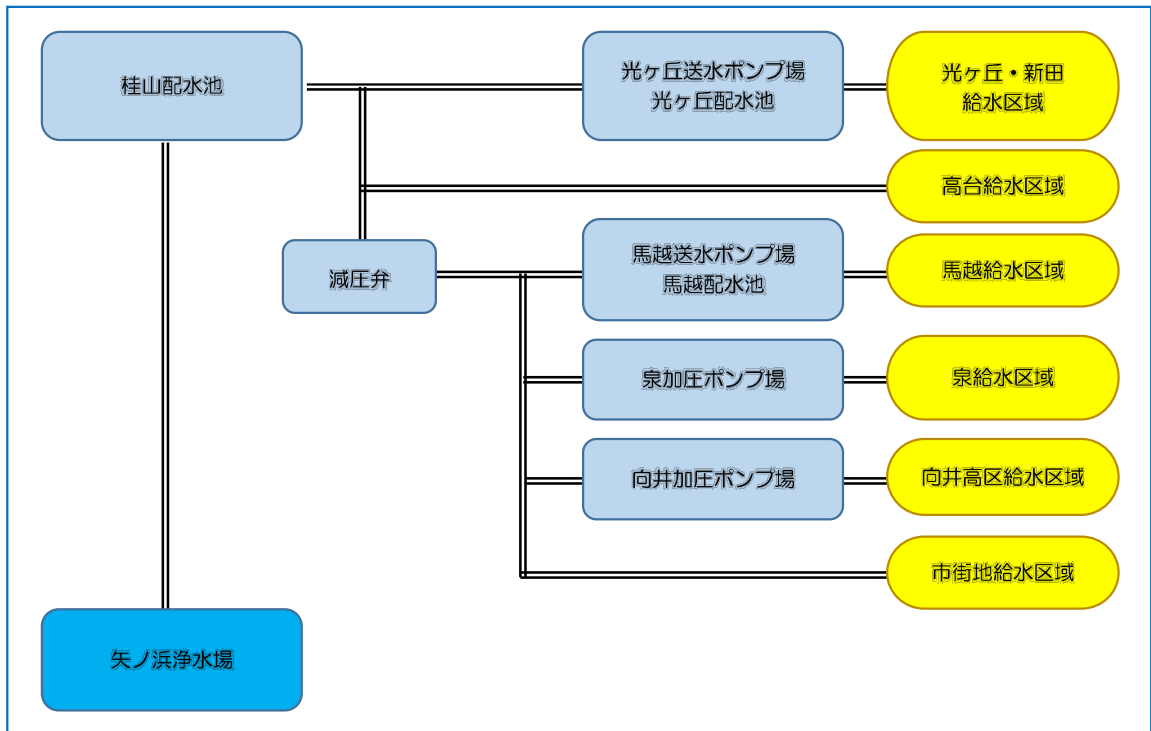 桂山配水池
光ヶ丘送水ポンプ場
光ヶ丘配水池
光ヶ丘・新田
給水区域
高台給水区域
減圧弁
馬越送水ポンプ場
馬越配水池
馬越給水区域
泉加圧ポンプ場
泉給水区域
向井加圧ポンプ場
向井高区給水区域
市街地給水区域
矢ノ浜浄水場